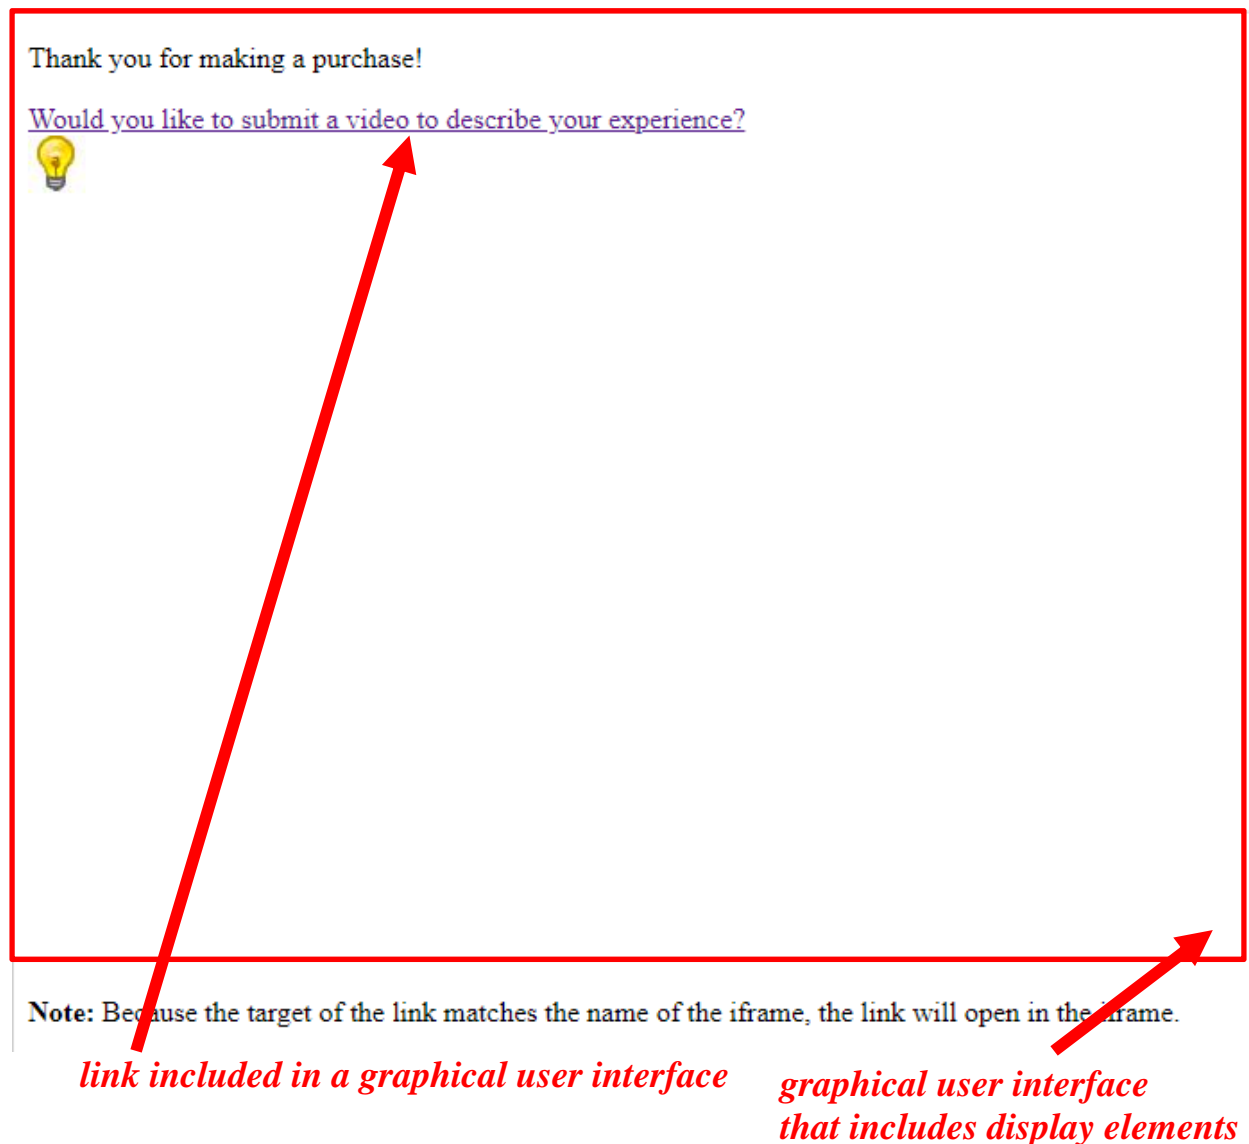 Thank you for making a purchase!
Would you like to submit a video to describe your experience?
Note: Because the target of the link matches the name of the iframe, the link will open in the iframe.
link included in a graphical user interface
graphical user interface
that includes display elements